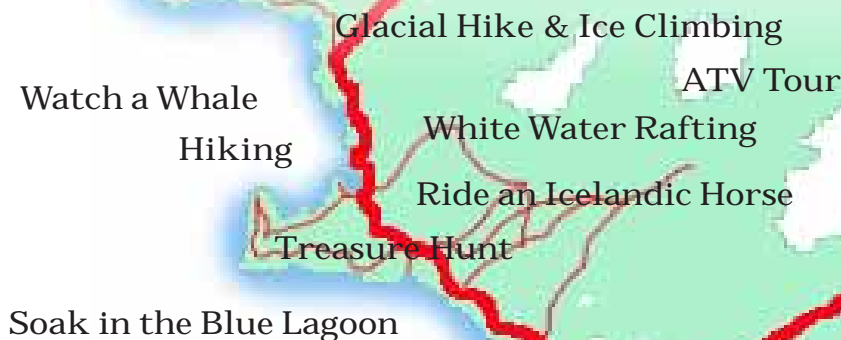 Glacial Hike & Ice Climbing
ATV Tour
Watch a Whale
White Water Rafting
Hiking
Ride an Icelandic Horse
Treasure Hunt
Soak in the Blue Lagoon